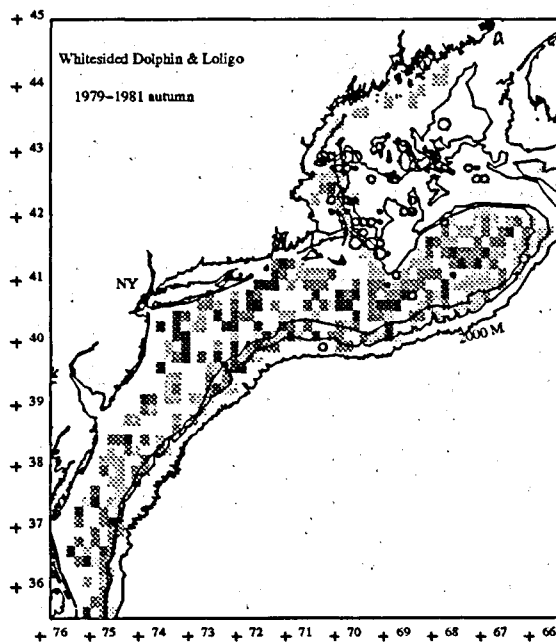 Whitesided Dolphin & Loligo
1979-1981 autumn
+ 45
+ 44
+ 43
+ 42
+ 41
+ 40
+ 39
+ 38
+ 37
+ 36
NY
2000 M
+ 76 + 75 + 74 + 73 + 72 + 71 + 70 + 69 + 68 + 67 + 66